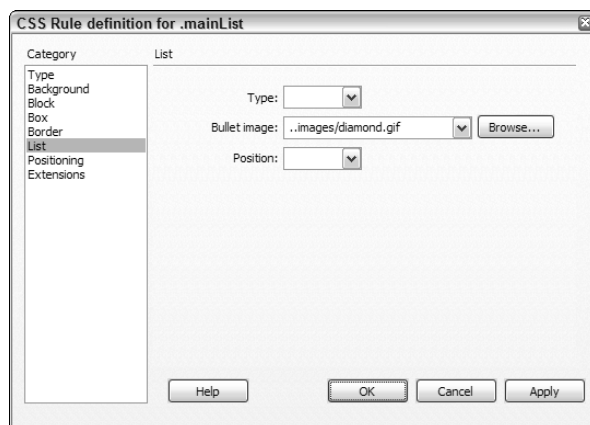 CSS Rule definition for .mainList
Category
List
Type
Background
Block
Box
Border
List
Positioning
Extensions
Type:
Bullet image: ..images/diamond.gif Browse...
Position:
Help OK Cancel Apply